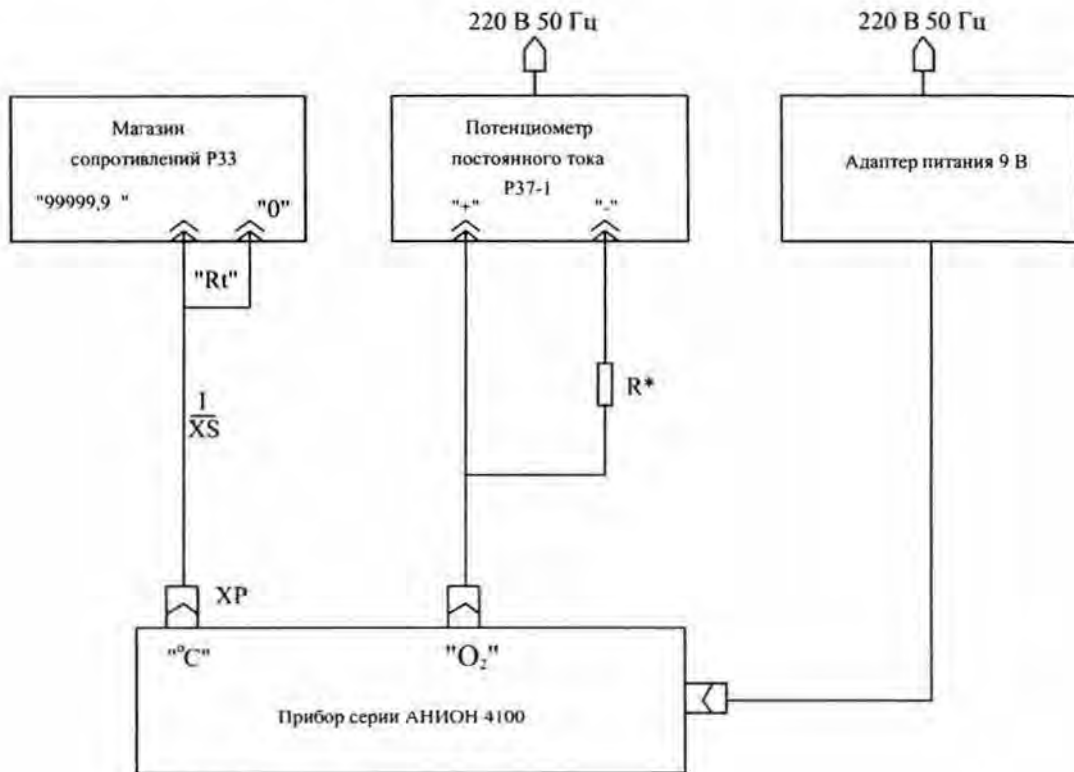 220 В 50 Гц
220 В 50 Гц
Магазин
сопротивлений Р33
"99999,9 "
"0"
Потенциометр
постоянного тока
Р37-1
"+"
"-"
Адаптер питания 9 В
"Rt"
R*
1
XS
XP
"°C"
"O₂"
Прибор серии АНИОН 4100